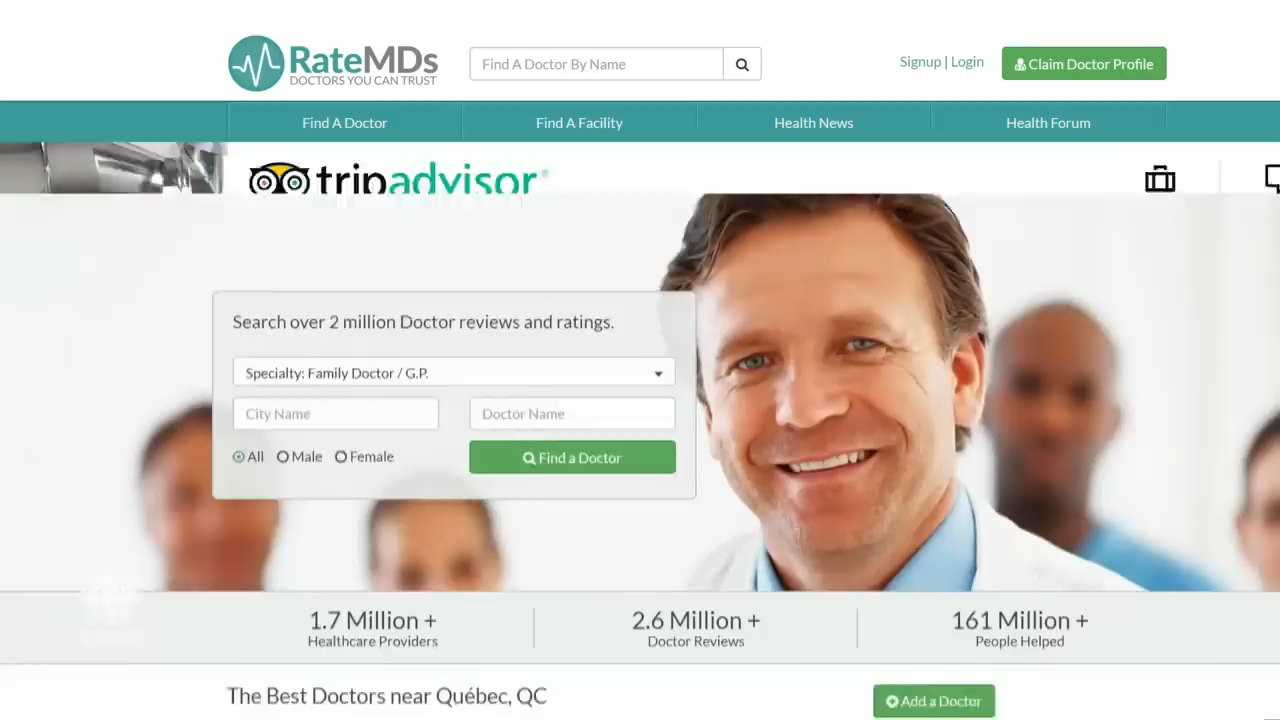 RateMDs
DOCTORS YOU CAN TRUST
Find A Doctor By Name
Signup | Login
Claim Doctor Profile
Find A Doctor
Find A Facility
Health News
Health Forum
tripadvisor®
Search over 2 million Doctor reviews and ratings.
Specialty: Family Doctor / G.P.
City Name
Doctor Name
All
Male
Female
Find a Doctor
1.7 Million +
2.6 Million +
161 Million +
Healthcare Providers
Doctor Reviews
People Helped
The Best Doctors near Québec, QC
Add a Doctor